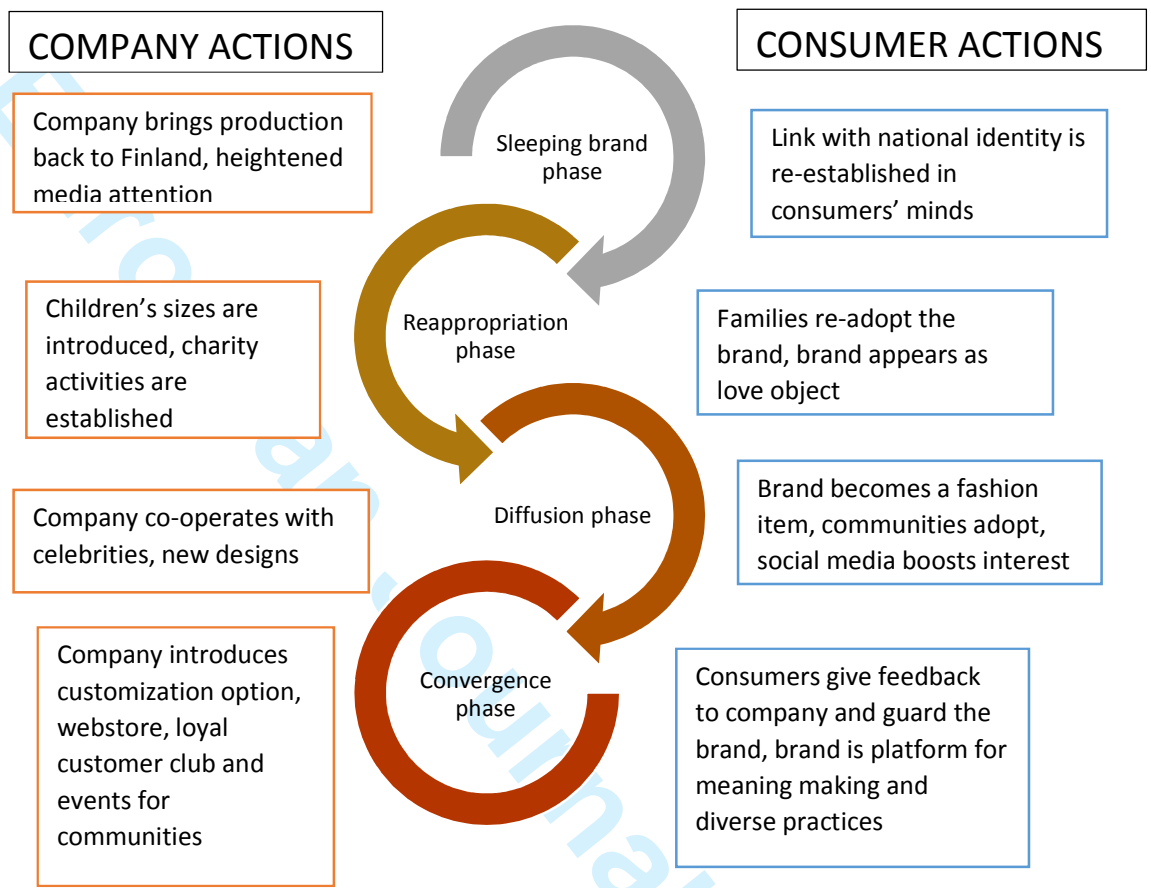 COMPANY ACTIONS
CONSUMER ACTIONS
Company brings production
back to Finland, heightened
media attention
Sleeping brand
phase
Link with national identity is
re-established in
consumers’ minds
Children’s sizes are
introduced, charity
activities are
established
Reappropriation
phase
Families re-adopt the
brand, brand appears as
love object
Company co-operates with
celebrities, new designs
Diffusion phase
Brand becomes a fashion
item, communities adopt,
social media boosts interest
Company introduces
customization option,
webstore, loyal
customer club and
events for
communities
Convergence
phase
Consumers give feedback
to company and guard the
brand, brand is platform for
meaning making and
diverse practices